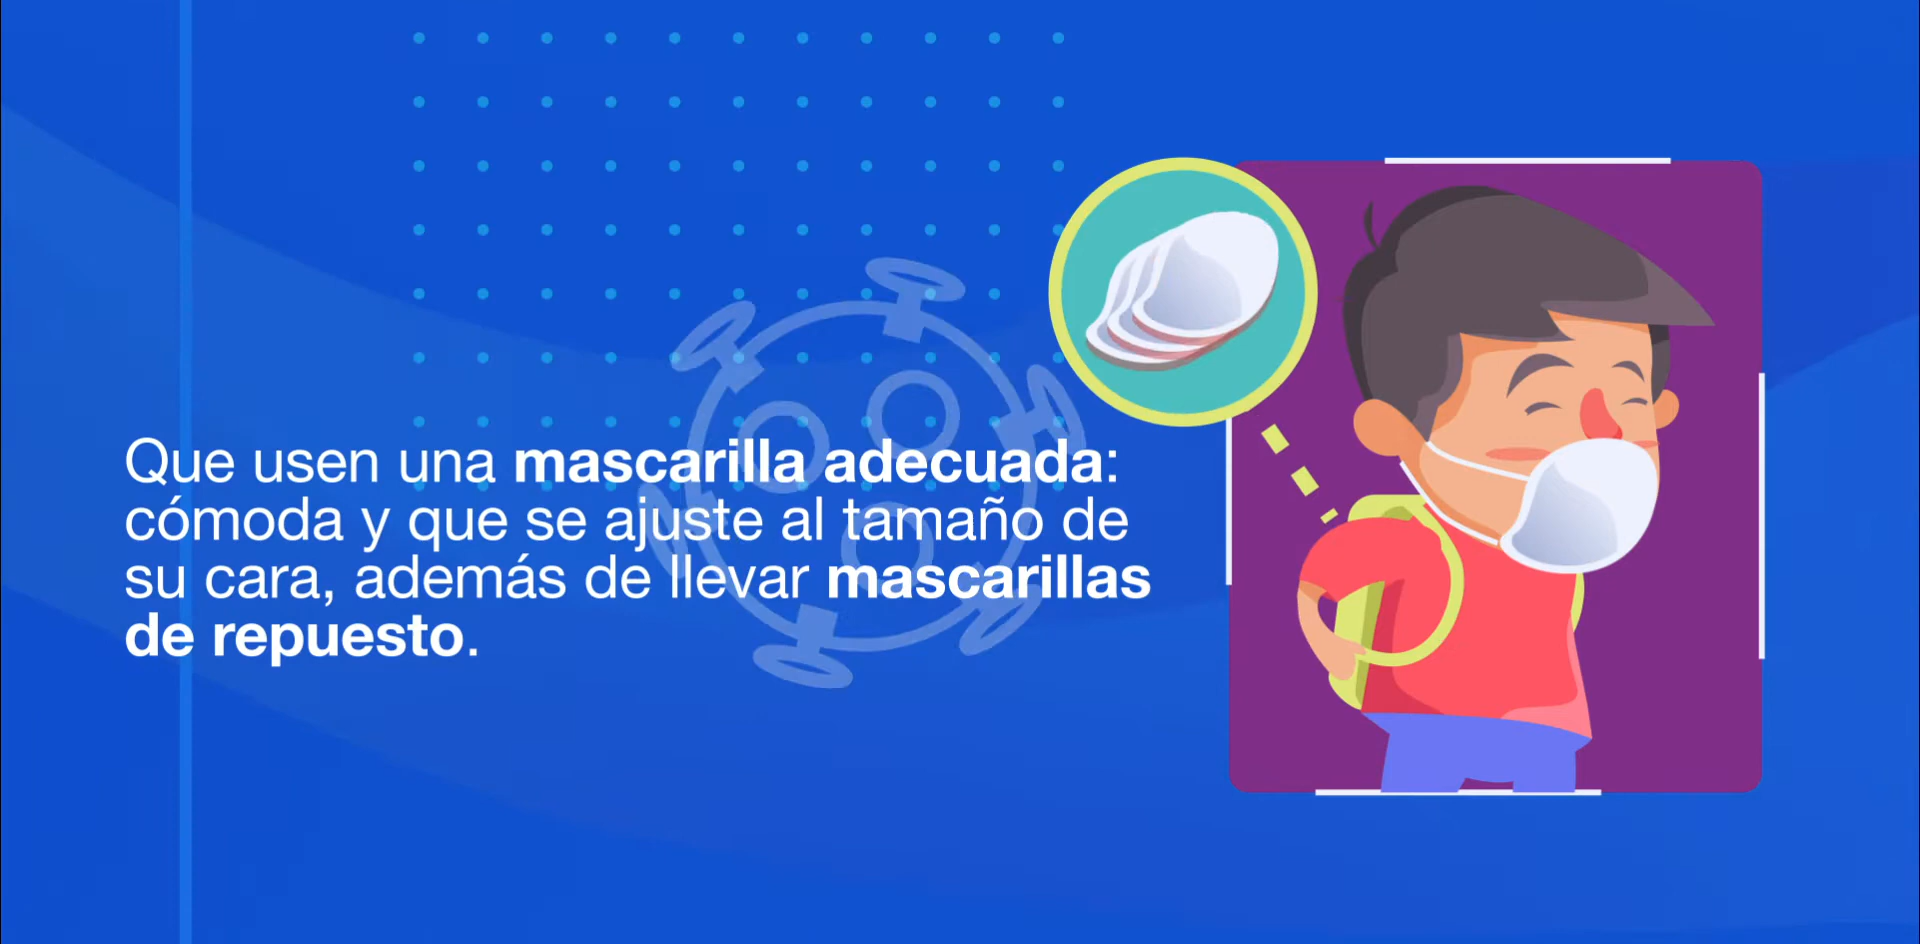 Que usen una mascarilla adecuada:
cómoda y que se ajuste al tamaño de
su cara, además de llevar mascarillas
de repuesto.